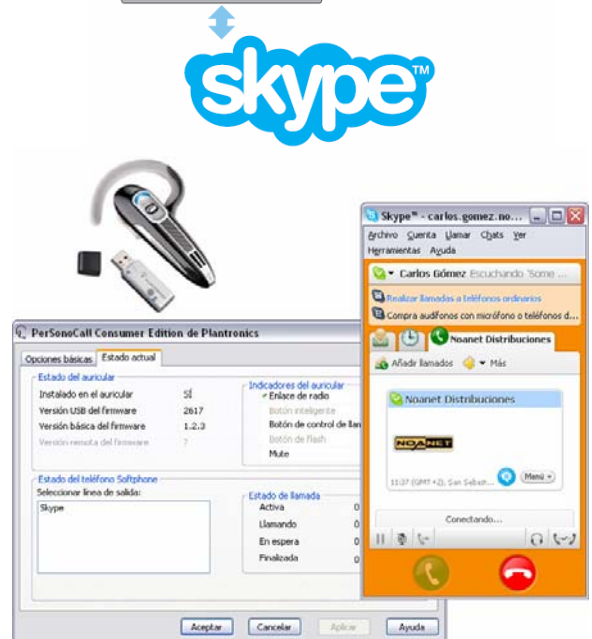 skype™
Skype™ - carlos.gomez.no...
Archivo Cuenta Llamar Chats Ver
Herramientas Ayuda
Carlos Gómez Escuchando 'Some ...
Realizar llamadas a teléfonos ordinarios
Compra audífonos con micrófono o teléfonos d...
Noanet Distribuciones
Añadir llamados Más
Noanet Distribuciones
NOANET
11:37 (GMT +2), San Sebast... Menú
Conectando...
PerSonoCall Consumer Edition de Plantronics
Opciones básicas Estado actual
Estado del auricular
Instalado en el auricular Sí
Versión USB del firmware 2617
Versión básica del firmware 1.2.3
Versión remota del firmware ?
Indicadores del auricular
Enlace de radio
Botón inteligente
Botón de control de llan
Botón de flash
Mute
Estado del teléfono Softphone
Seleccionar línea de salida:
Skype
Estado de llamada
Activa 0
Llamando 0
En espera 0
Finalizada 0
Aceptar Cancelar Aplicar Ayuda